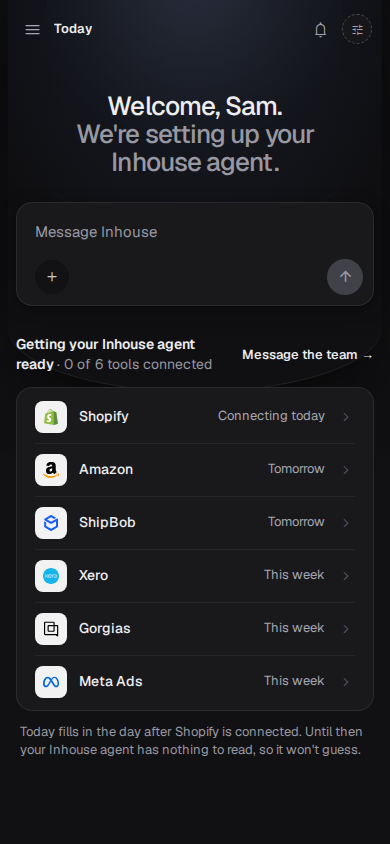 Today
Welcome, Sam.
We're setting up your
Inhouse agent.
Message Inhouse
Getting your Inhouse agent
ready · 0 of 6 tools connected
Message the team →
Shopify
Connecting today
Amazon
Tomorrow
ShipBob
Tomorrow
xero
Xero
This week
Gorgias
This week
Meta Ads
This week
Today fills in the day after Shopify is connected. Until then
your Inhouse agent has nothing to read, so it won't guess.